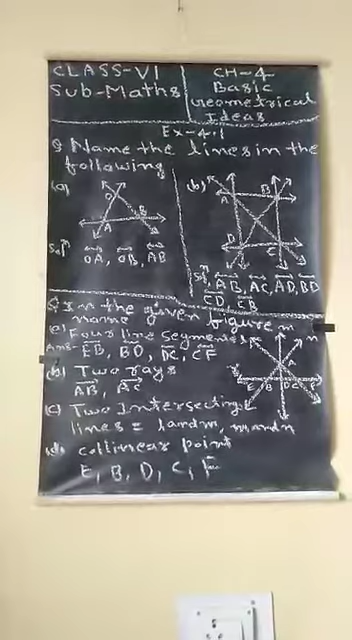 CLASS-VI
Sub-Maths
CH-4
Basic
Geometrical
Ideas
Ex-4.1
Q Name the lines in the
following
(a)
O
A
B
Sol^n OA, OB, AB
(b)
A
B
D
C
Sol^n AB, AC, AD, BD
CD, CB
Q. In the given figure
name
(a) Four line segments
Ans- EB, BD, DC, CF
(b) Two rays
AB, AC
(c) Two Intersecting
lines = l and m, m and n
(d) collinear point
E, B, D, C, F
m
n
A
B
D
C